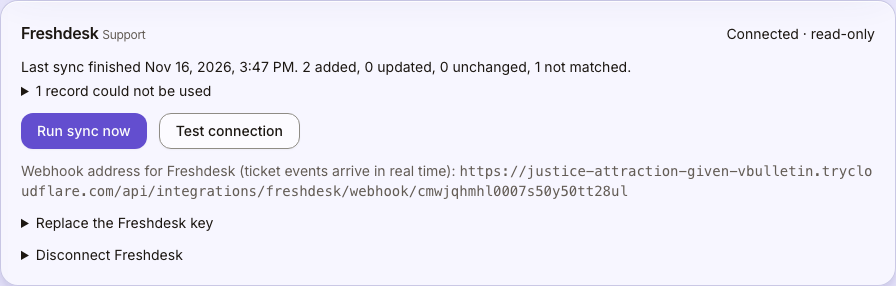 Freshdesk Support
Connected · read-only
Last sync finished Nov 16, 2026, 3:47 PM. 2 added, 0 updated, 0 unchanged, 1 not matched.
1 record could not be used
Run sync now
Test connection
Webhook address for Freshdesk (ticket events arrive in real time): https://justice-attraction-given-vbulletin.tryclo
udflare.com/api/integrations/freshdesk/webhook/cmwjqhmhl0007s50y50tt28ul
Replace the Freshdesk key
Disconnect Freshdesk